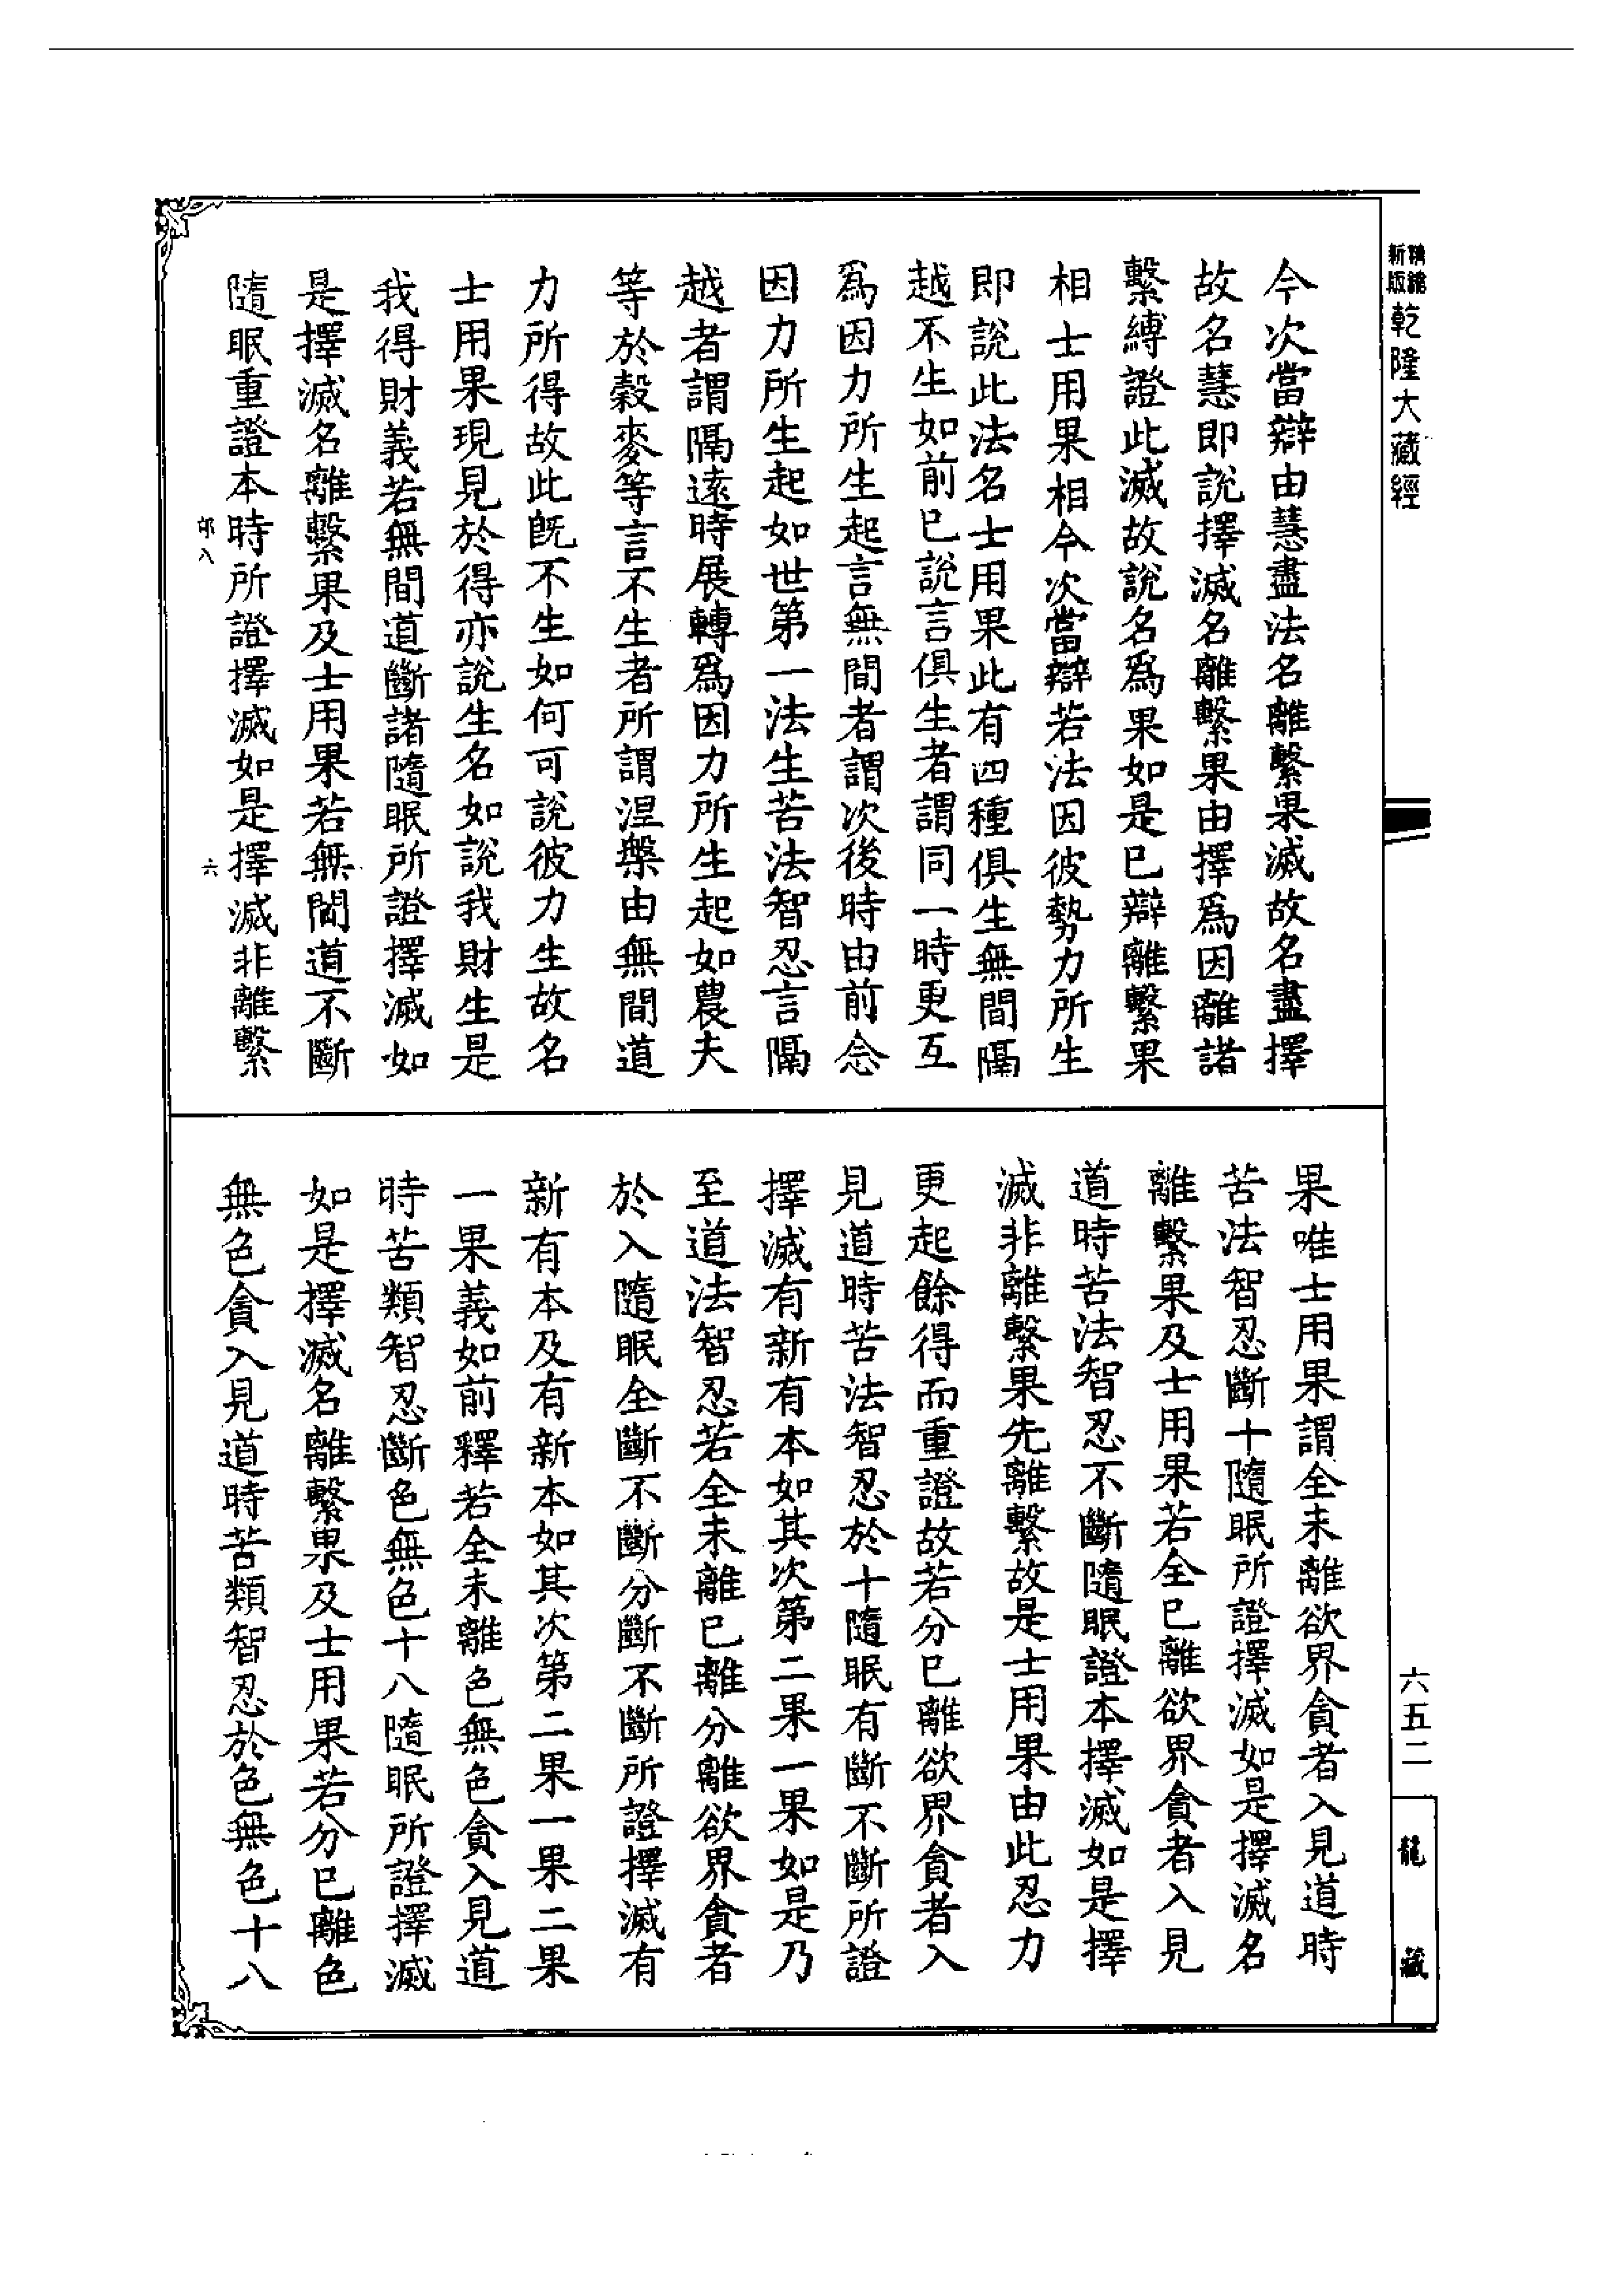 新版
精縮
乾隆大藏經
今次當辯由慧盡法名離繫果滅故名盡擇
故名慧即說擇滅名離繫果由擇為因離諸
繫縛證此滅故說名為果如是已辯離繫果
相士用果相今次當辯若法因彼勢力所生
即說此法名士用果此有四種俱生無間隔
越不生如前已說言俱生者謂同一時更互
為因力所生起言無間者謂次後時由前念
因力所生起如世第一法生苦法智忍言隔
越者謂隔遠時展轉為因力所生起如農夫
等於穀麥等言不生者所謂涅槃由無間道
力所得故此既不生如何可說彼力生故名
士用果現見於得亦說生名如說我財生是
我得財義若無間道斷諸隨眠所證擇滅如
是擇滅名離繫果及士用果若無間道不斷
隨眠重證本時所證擇滅如是擇滅非離繫
六
果唯士用果謂全未離欲界貪者入見道時
苦法智忍斷十隨眠所證擇滅如是擇滅名
離繫果及士用果若全已離欲界貪者入見
道時苦法智忍不斷隨眠證本擇滅如是擇
滅非離繫果先離繫故是士用果由此忍力
更起餘得而重證故若分已離欲界貪者入
見道時苦法智忍於十隨眠有斷不斷所證
擇滅有新有本如其次第二果一果如是乃
至道法智忍若全未離已離分離欲界貪者
於入隨眠全斷不斷分斷不斷所證擇滅有
新有本及有新本如其次第二果一果二果
一果義如前釋若全未離色無色貪入見道
時苦類智忍斷色無色十八隨眠所證擇滅
如是擇滅名離繫果及士用果若分已離色
無色貪入見道時苦類智忍於色無色十八
六五二
龍藏